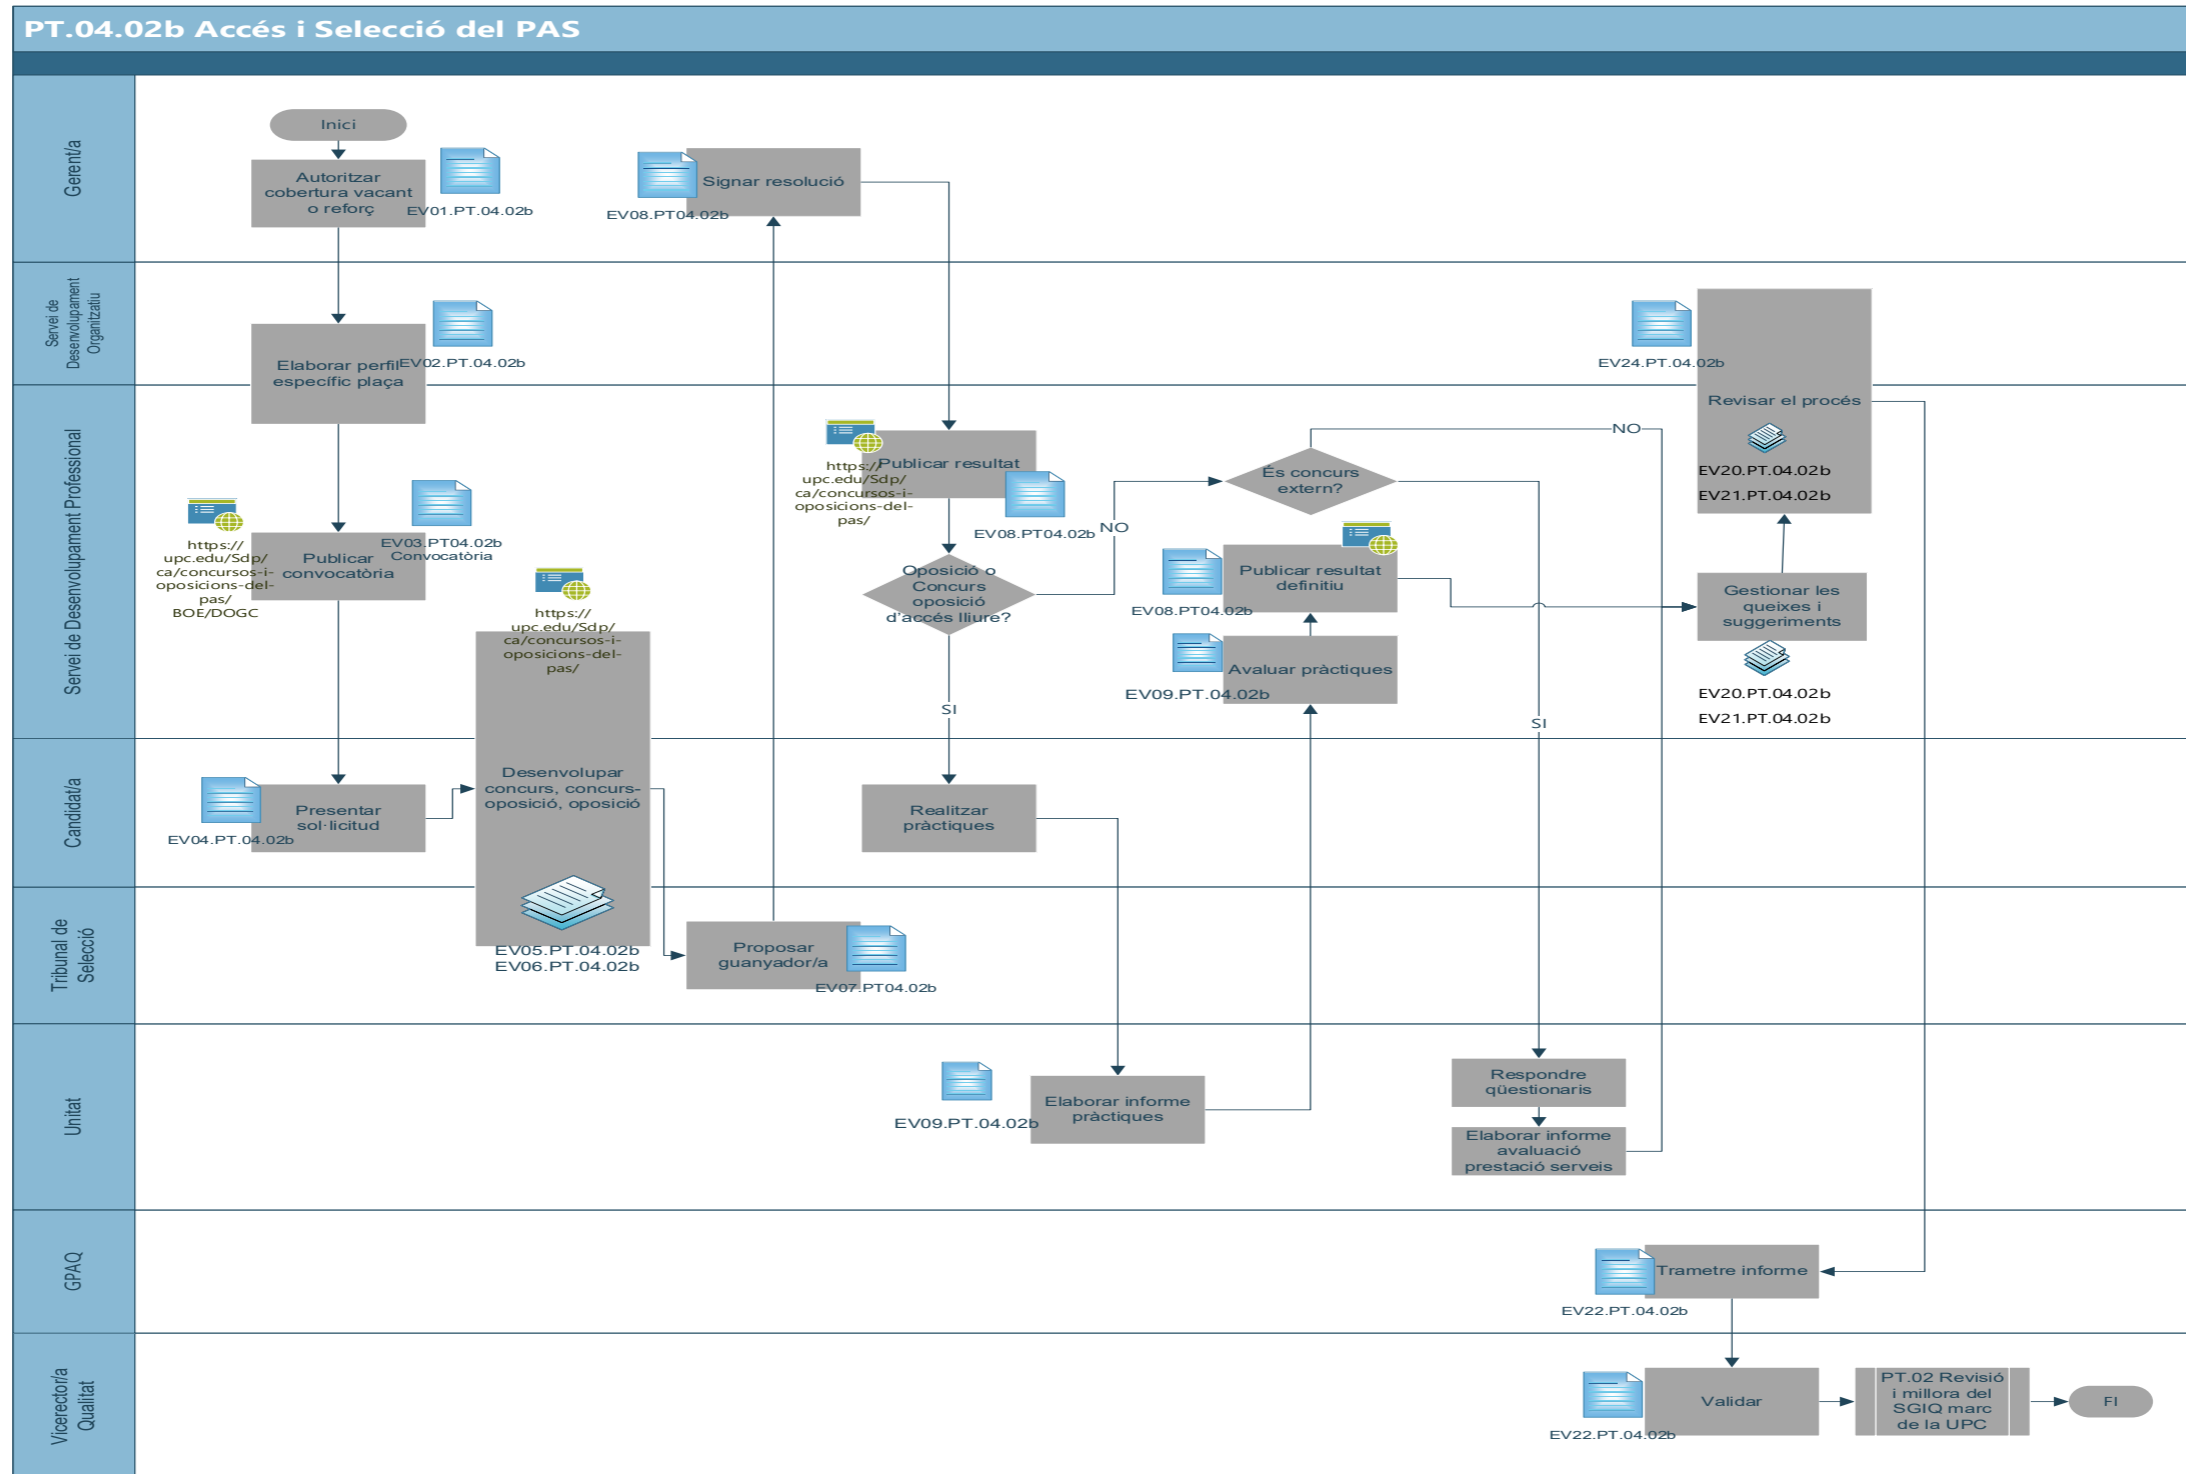 PT.04.02b Accés i Selecció del PAS
Gerent/a
Inici
Autoritzar
cobertura vacant
o reforç
EV01.PT.04.02b
Signar resolució
EV08.PT04.02b
Servei de
Desenvolupament
Organitzatiu
Elaborar perfil
específic plaça
EV02.PT.04.02b
EV24.PT.04.02b
Revisar el procés
EV20.PT.04.02b
EV21.PT.04.02b
Servei de Desenvolupament Professional
https://
upc.edu/Sdp/
ca/concursos-i-
oposicions-del-
pas/
BOE/DOGC
Publicar
convocatòria
EV03.PT04.02b
Convocatòria
https://
upc.edu/Sdp/
ca/concursos-i-
oposicions-del-
pas/
https://
upc.edu/Sdp/
ca/concursos-i-
oposicions-del-
pas/
Publicar resultat
EV08.PT04.02b
Oposició o
Concurs
oposició
d'accés lliure?
NO
SI
És concurs
extern?
NO
SI
Publicar resultat
definitiu
EV08.PT04.02b
Avaluar pràctiques
EV09.PT.04.02b
Gestionar les
queixes i
suggeriments
EV20.PT.04.02b
EV21.PT.04.02b
Candidat/a
Presentar
sol·licitud
EV04.PT.04.02b
Desenvolupar
concurs, concurs-
oposició, oposició
EV05.PT.04.02b
EV06.PT.04.02b
Realitzar
pràctiques
Tribunal de
Selecció
Proposar
guanyador/a
EV07.PT04.02b
Unitat
EV09.PT.04.02b
Elaborar informe
pràctiques
Respondre
qüestionaris
Elaborar informe
avaluació
prestació serveis
GPAQ
Trametre informe
EV22.PT.04.02b
Vicerector/a
Qualitat
Validar
EV22.PT.04.02b
PT.02 Revisió
i millora del
SGIQ marc
de la UPC
FI